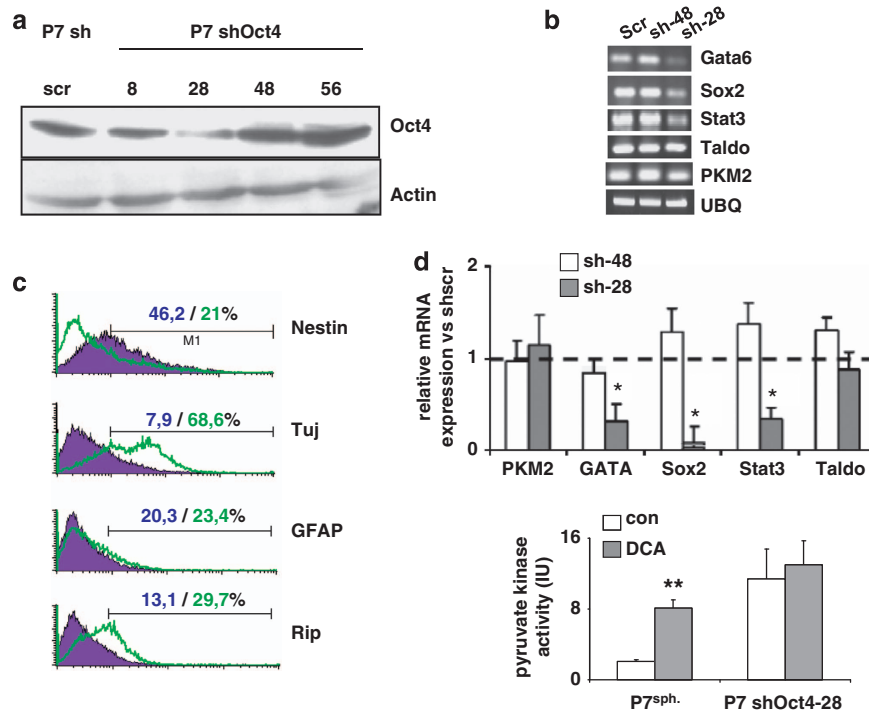 a
P7 sh
P7 shOct4
scr
8
28
48
56
Oct4
Actin
b
Scr
sh-48
sh-28
Gata6
Sox2
Stat3
Taldo
PKM2
UBQ
c
46,2 / 21%
M1
Nestin
7,9 / 68,6%
Tuj
20,3 / 23,4%
GFAP
13,1 / 29,7%
Rip
d
sh-48
sh-28
relative mRNA
expression vs shscr
2
1
0
*
*
*
PKM2
GATA
Sox2
Stat3
Taldo
con
DCA
pyruvate kinase
activity (IU)
16
8
0
**
P7sph.
P7 shOct4-28